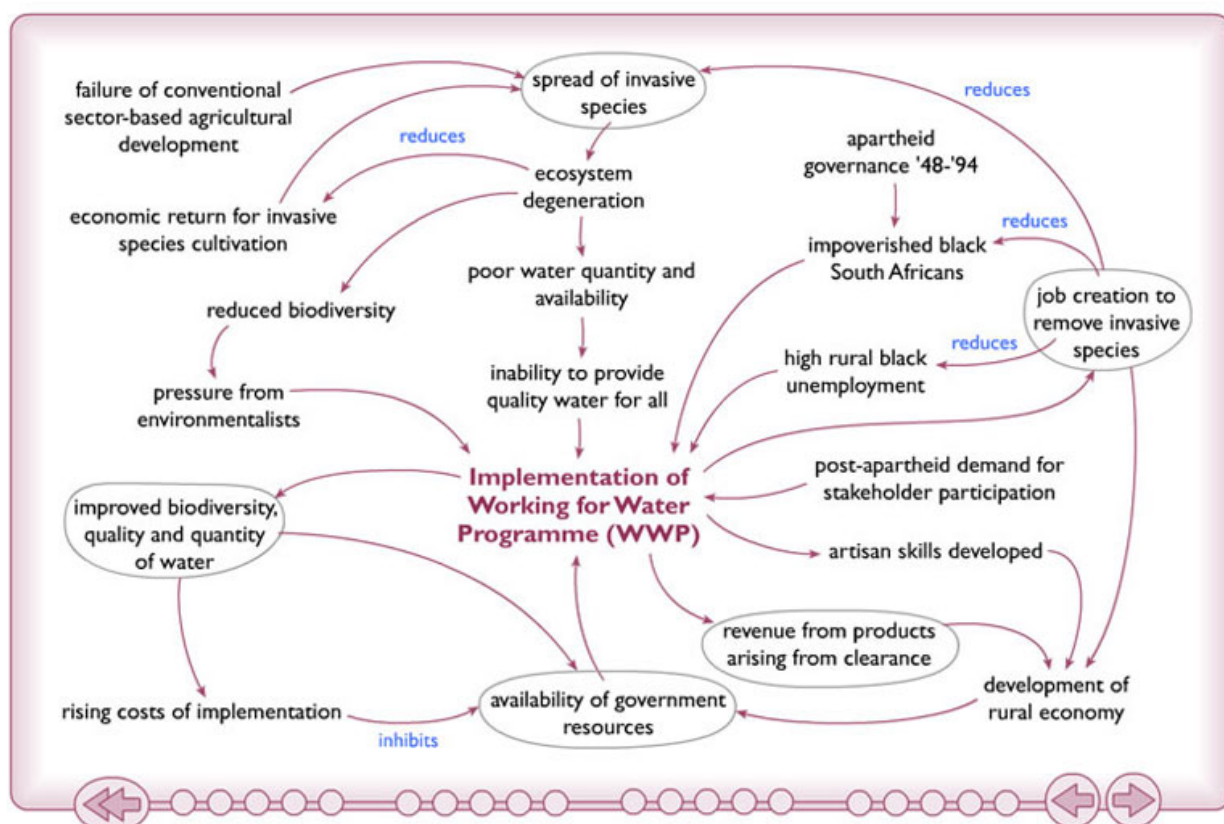 failure of conventional
sector-based agricultural
development
spread of invasive
species
reduces
apartheid
governance '48-'94
reduces
ecosystem
degeneration
economic return for invasive
species cultivation
reduces
impoverished black
South Africans
poor water quantity and
availability
job creation to
remove invasive
species
reduced biodiversity
reduces
high rural black
unemployment
inability to provide
quality water for all
pressure from
environmentalists
Implementation of
Working for Water
Programme (WWP)
post-apartheid demand for
stakeholder participation
improved biodiversity,
quality and quantity
of water
artisan skills developed
revenue from products
arising from clearance
rising costs of implementation
inhibits
availability of government
resources
development of
rural economy